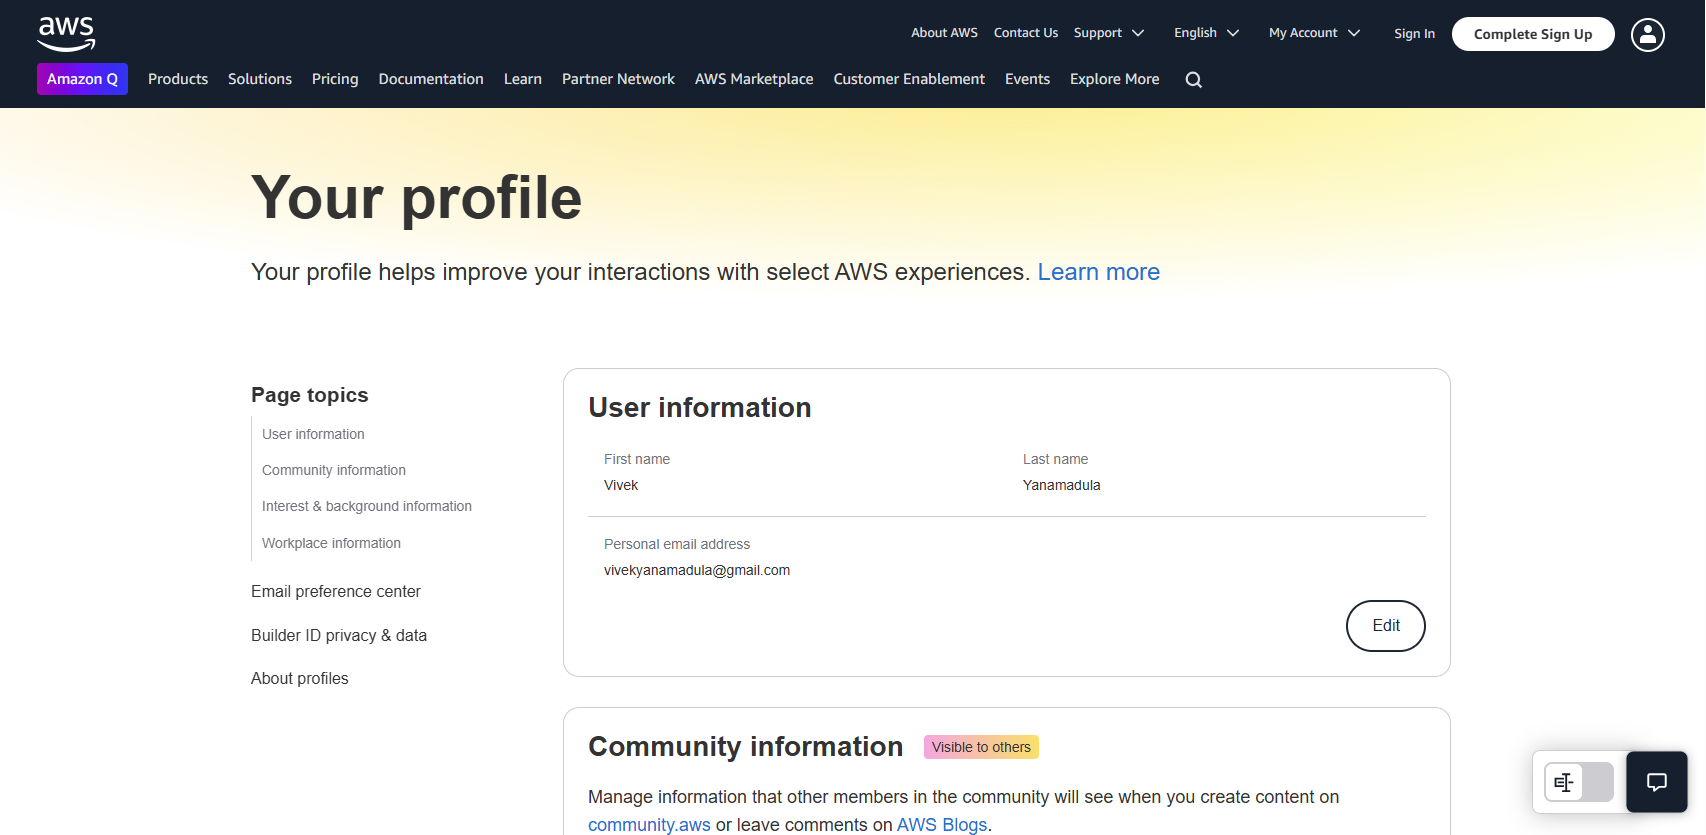 aws
About AWS Contact Us Support English My Account Sign In Complete Sign Up
Amazon Q Products Solutions Pricing Documentation Learn Partner Network AWS Marketplace Customer Enablement Events Explore More
Your profile
Your profile helps improve your interactions with select AWS experiences. Learn more
Page topics
User information
Community information
Interest & background information
Workplace information
Email preference center
Builder ID privacy & data
About profiles
User information
First name Last name
Vivek Yanamadula
Personal email address
vivekyanamadula@gmail.com
Edit
Community information Visible to others
Manage information that other members in the community will see when you create content on
community.aws or leave comments on AWS Blogs.